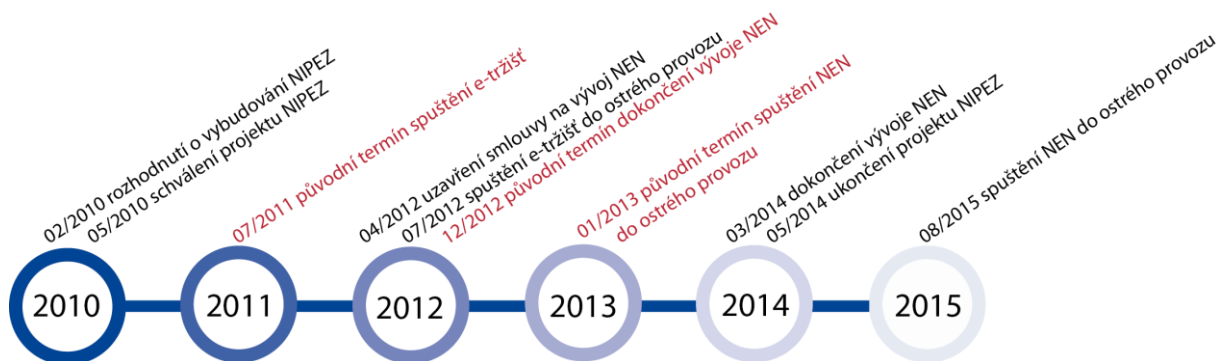 02/2010 rozhodnutí o vybudování NIPEZ
05/2010 schválení projektu NIPEZ
07/2011 původní termín spuštění e-tržišť
04/2012 uzavření smlouvy na vývoj NEN
07/2012 spuštění e-tržišť do ostrého provozu
12/2012 původní termín dokončení vývoje NEN
01/2013 původní termín spuštění NEN
do ostrého provozu
03/2014 dokončení vývoje NEN
05/2014 ukončení projektu NIPEZ
08/2015 spuštění NEN do ostrého provozu
2010
2011
2012
2013
2014
2015